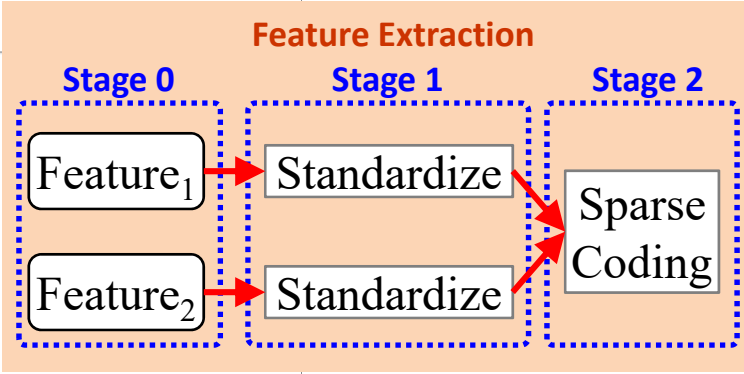 Feature Extraction
Stage 0
Stage 1
Stage 2
Feature₁
Standardize
Sparse
Coding
Feature₂
Standardize